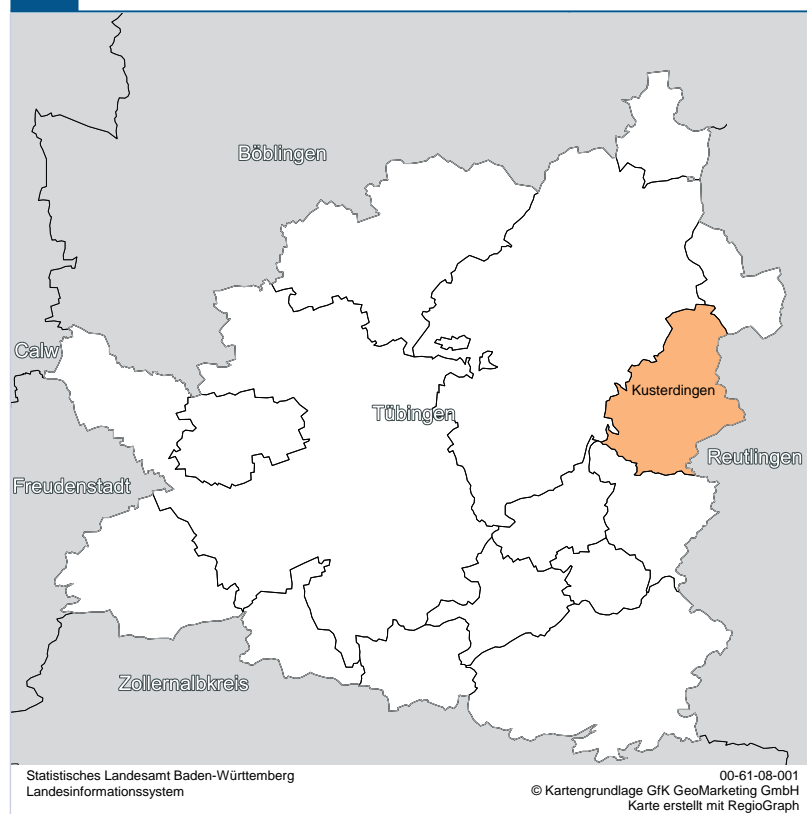 Böblingen
Calw
Kusterdingen
Tübingen
Reutlingen
Freudenstadt
Zollernalbkreis
Statistisches Landesamt Baden-Württemberg
Landesinformationssystem
00-61-08-001
© Kartengrundlage GfK GeoMarketing GmbH
Karte erstellt mit RegioGraph